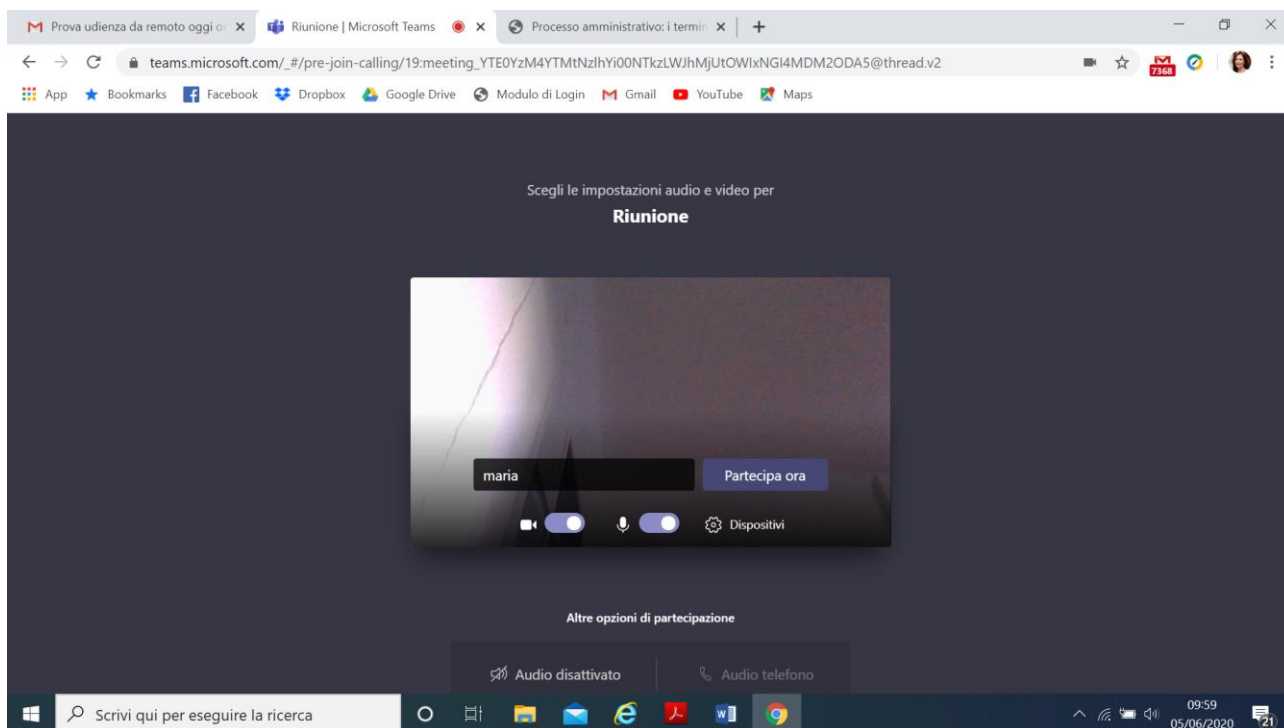 Prova udienza da remoto oggi o
Riunione | Microsoft Teams
Processo amministrativo: i termin
teams.microsoft.com/_#/pre-join-calling/19:meeting_YTE0YzM4YTMtNzlhYi00NTkzLWJhMjUtOWIxNGI4MDM2ODA5@thread.v2
7368
App Bookmarks Facebook Dropbox Google Drive Modulo di Login Gmail YouTube Maps
Scegli le impostazioni audio e video per
Riunione
maria Partecipa ora
Dispositivi
Altre opzioni di partecipazione
Audio disattivato Audio telefono
Scrivi qui per eseguire la ricerca
09:59
05/06/2020
21